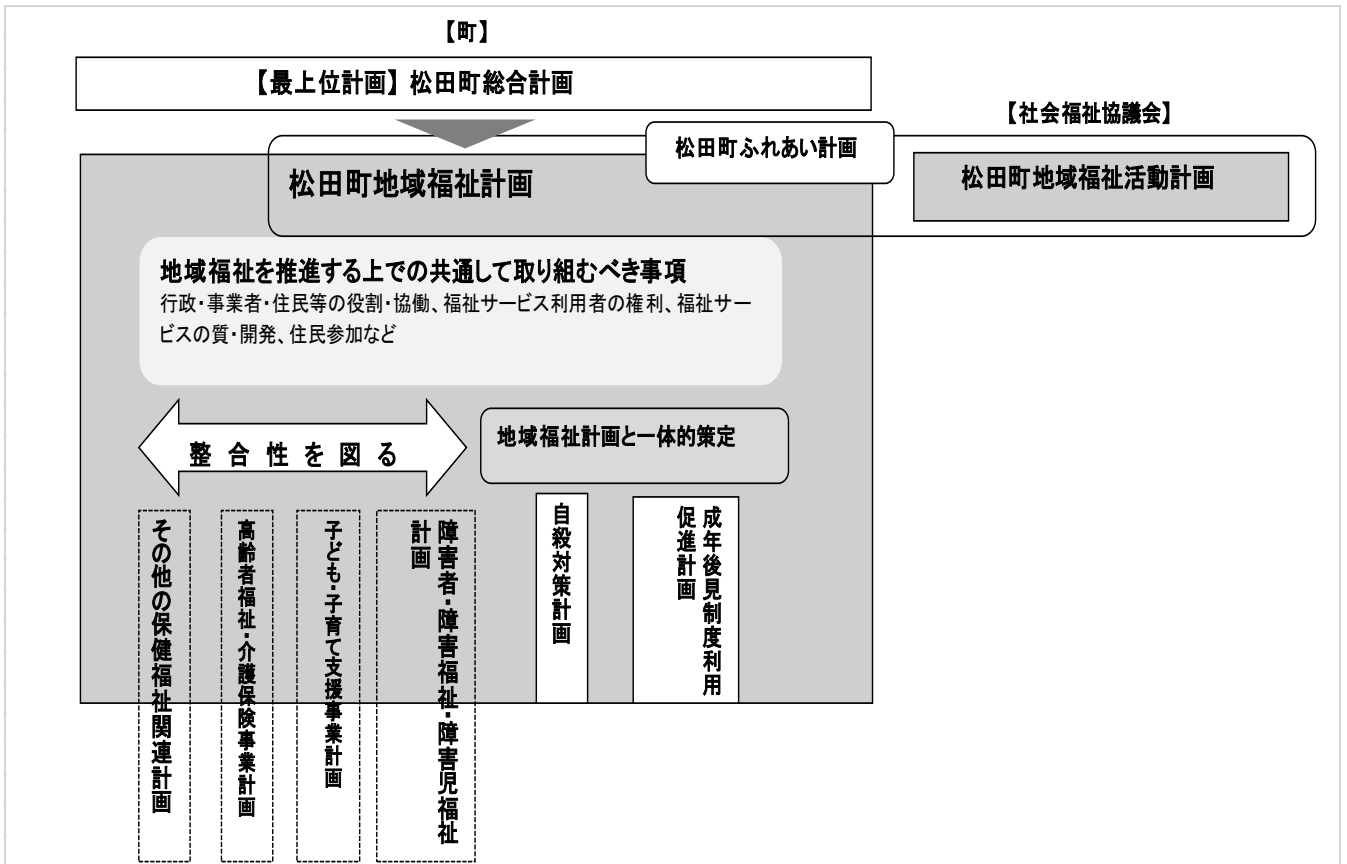 【町】
【最上位計画】松田町総合計画
【社会福祉協議会】
松田町ふれあい計画
松田町地域福祉計画
松田町地域福祉活動計画
地域福祉を推進する上での共通して取り組むべき事項
行政・事業者・住民等の役割・協働、福祉サービス利用者の権利、福祉サー
ビスの質・開発、住民参加など
整合性を図る
地域福祉計画と一体的策定
その他の保健福祉関連計画
高齢者福祉・介護保険事業計画
子ども・子育て支援事業計画
障害者・障害福祉・障害児福祉
計画
自殺対策計画
成年後見制度利用
促進計画